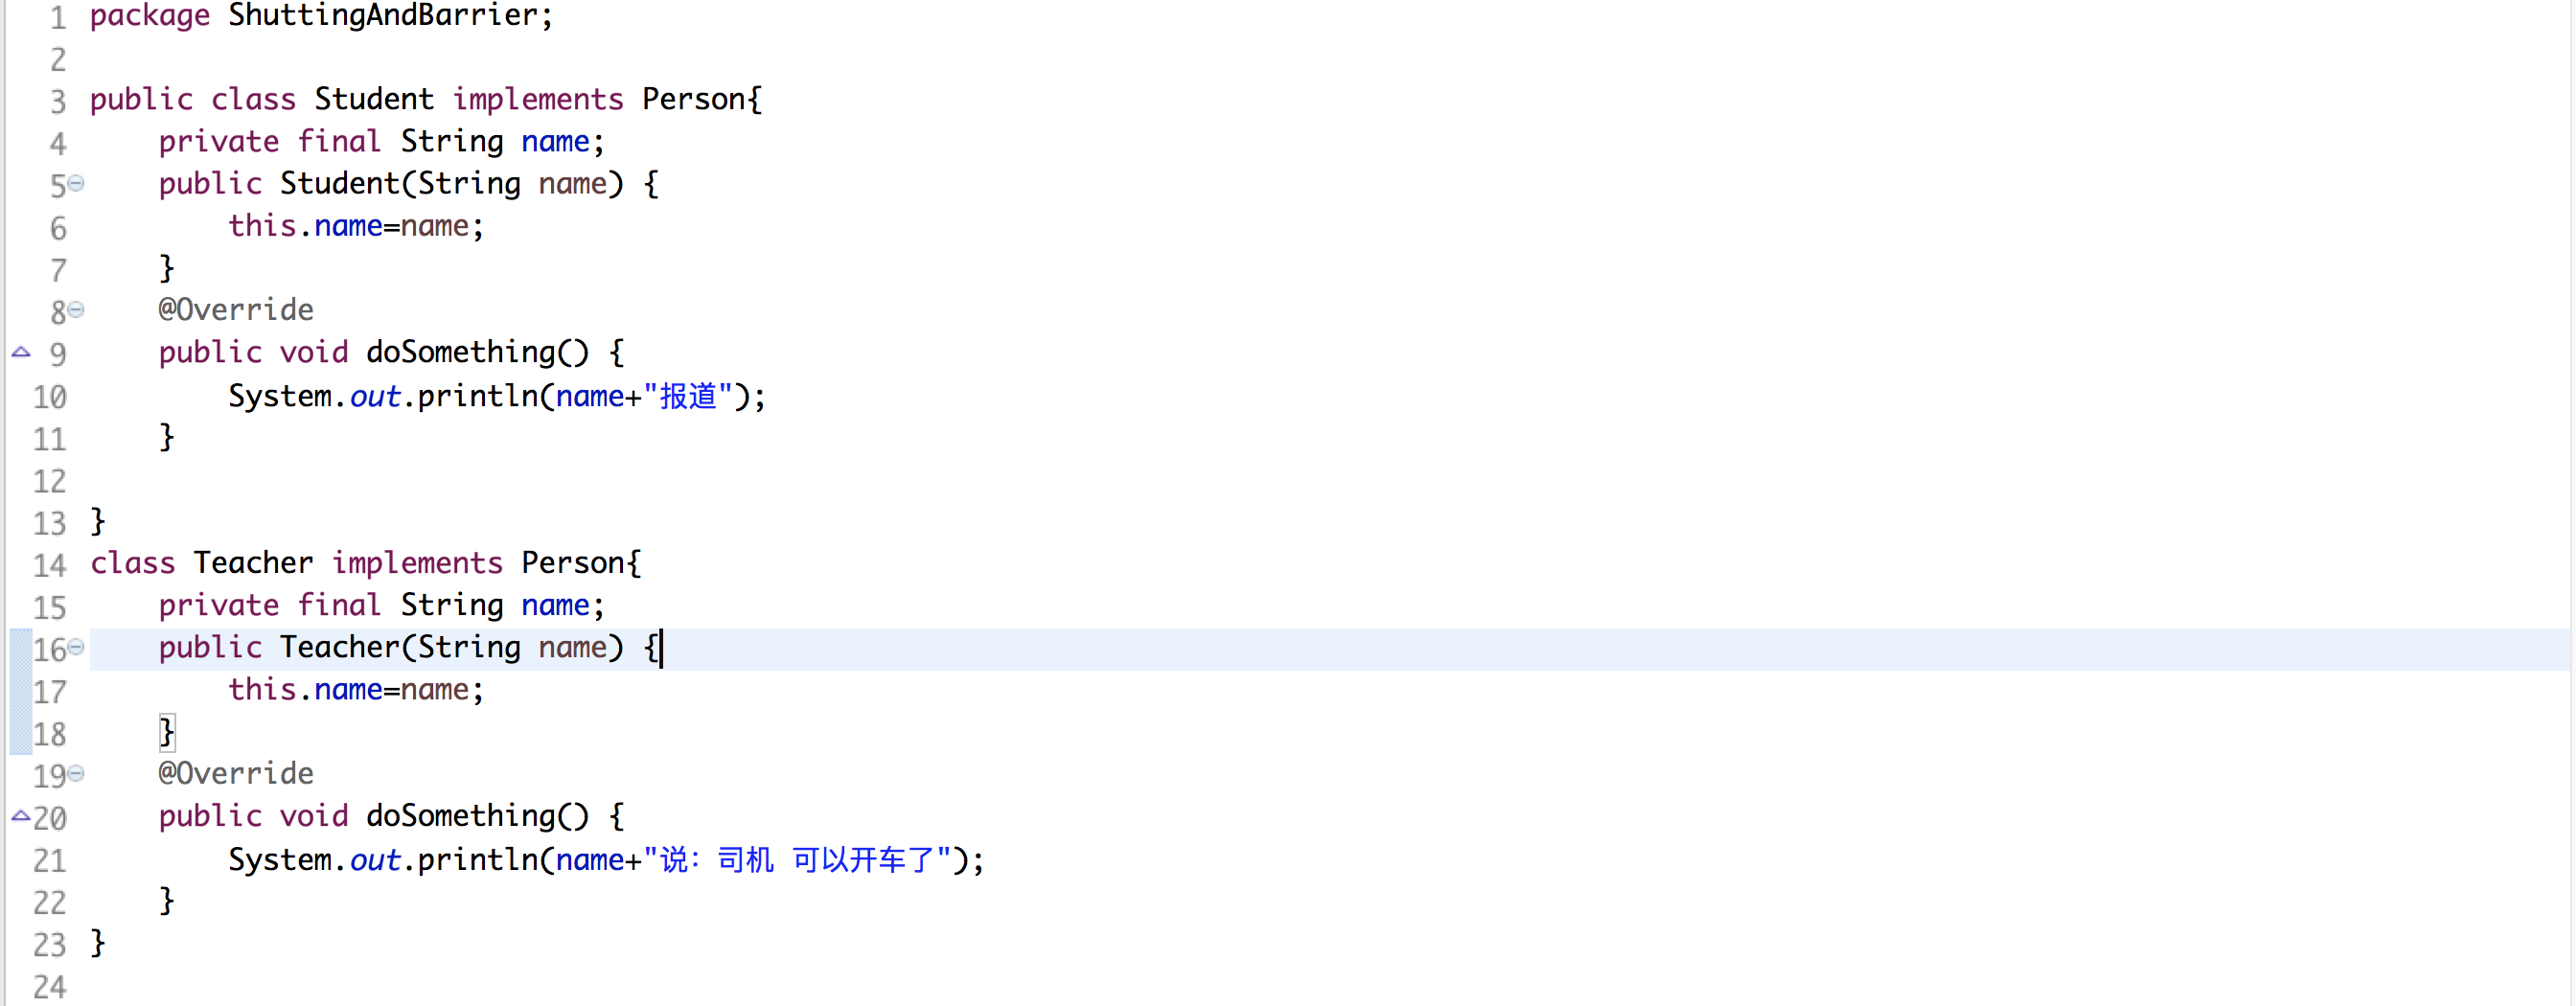 1 package ShuttingAndBarrier;
2
3 public class Student implements Person{
4     private final String name;
5     public Student(String name) {
6         this.name=name;
7     }
8     @Override
9     public void doSomething() {
10         System.out.println(name+"报道");
11     }
12
13 }
14 class Teacher implements Person{
15     private final String name;
16     public Teacher(String name) {
17         this.name=name;
18     }
19     @Override
20     public void doSomething() {
21         System.out.println(name+"说：司机 可以开车了");
22     }
23 }
24